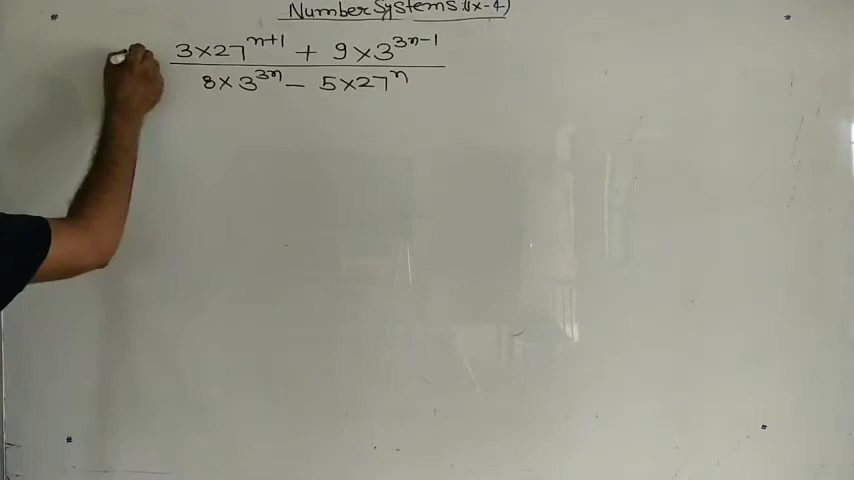 Number Systems (IX-4)
3×27^(n+1) + 9×3^(3n-1)
8×3^(3n) - 5×27^n